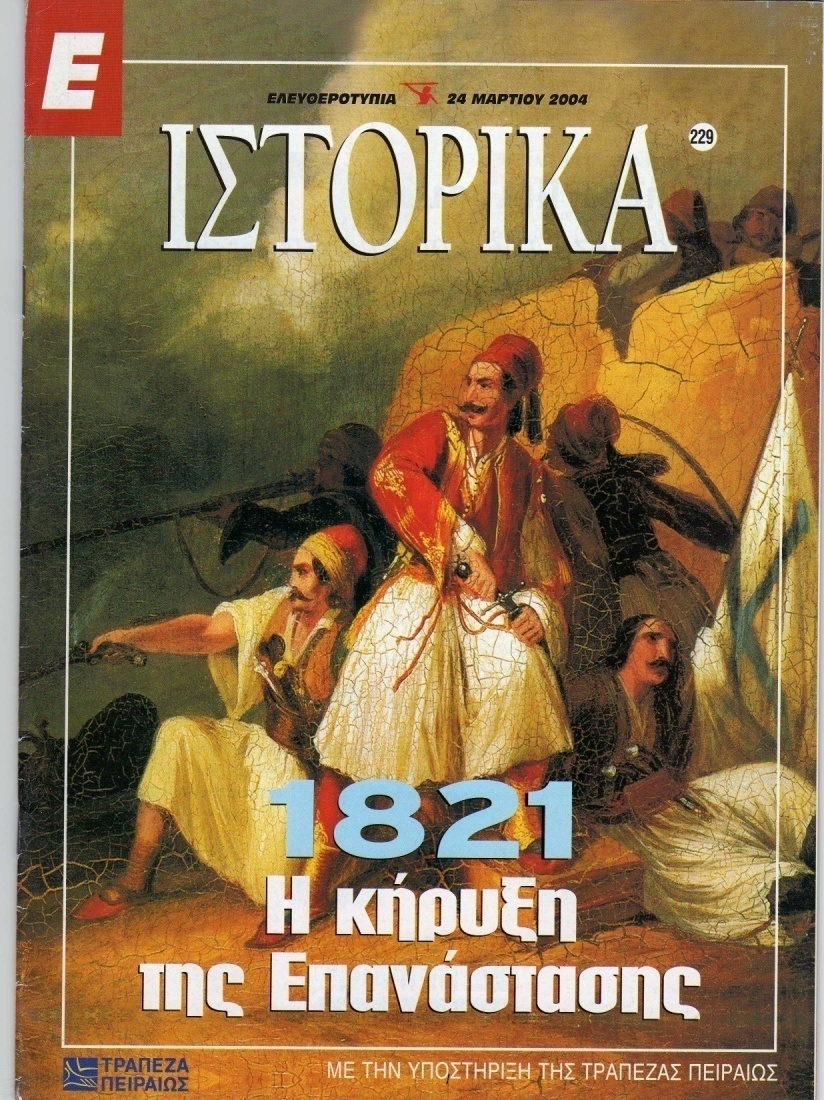 E
ΕΛΕΥΘΕΡΟΤΥΠΙΑ 24 ΜΑΡΤΙΟΥ 2004
ΙΣΤΟΡΙΚΑ 229
1821
Η κήρυξη
της Επανάστασης
ΤΡΑΠΕΖΑ
ΠΕΙΡΑΙΩΣ
ΜΕ ΤΗΝ ΥΠΟΣΤΗΡΙΞΗ ΤΗΣ ΤΡΑΠΕΖΑΣ ΠΕΙΡΑΙΩΣ